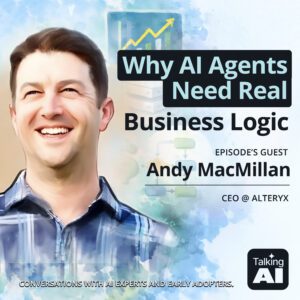 Why AI Agents
Need Real
Business Logic
EPISODE'S GUEST
Andy MacMillan
CEO @ ALTERYX
CONVERSATIONS WITH AI EXPERTS AND EARLY ADOPTERS.
Talking
AI